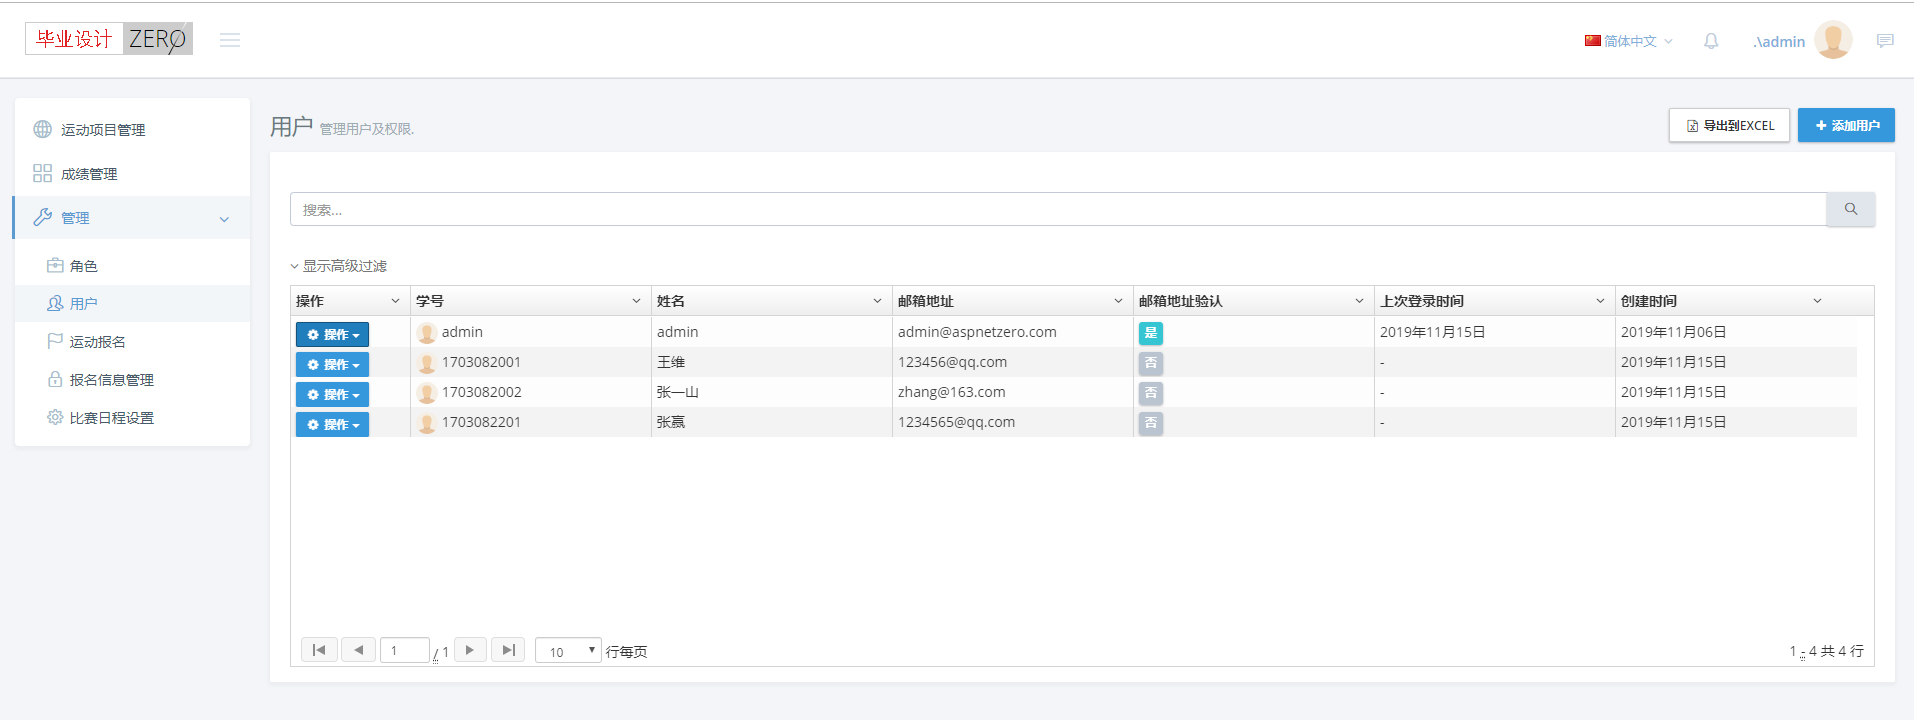 毕业设计 ZERO
简体中文
.\admin
运动项目管理
成绩管理
管理
角色
用户
运动报名
报名信息管理
比赛日程设置
用户 管理用户及权限.
导出到EXCEL
添加用户
搜索...
显示高级过滤
操作 学号 姓名 邮箱地址 邮箱地址验认 上次登录时间 创建时间
操作 admin admin admin@aspnetzero.com 是 2019年11月15日 2019年11月06日
操作 1703082001 王维 123456@qq.com 否 - 2019年11月15日
操作 1703082002 张一山 zhang@163.com 否 - 2019年11月15日
操作 1703082201 张嬴 1234565@qq.com 否 - 2019年11月15日
1 / 1 10 行每页
1 - 4 共 4 行